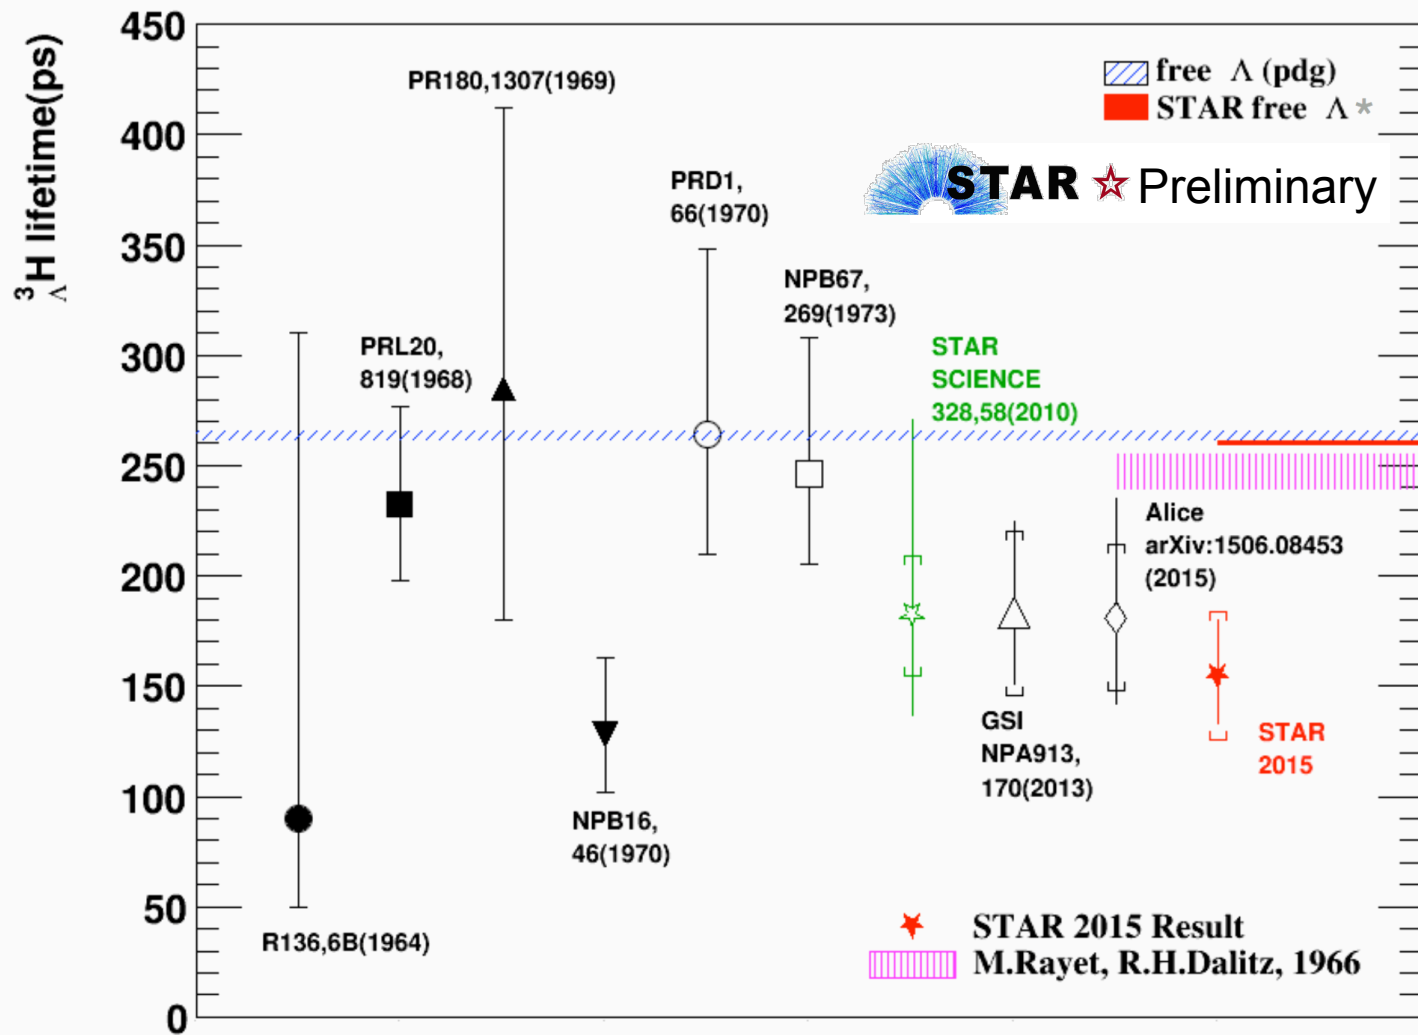 450
400
350
300
250
200
150
100
50
0
³ΛH lifetime(ps)
free Λ (pdg)
STAR free Λ *
STAR ☆ Preliminary
PR180,1307(1969)
PRD1,
66(1970)
NPB67,
269(1973)
PRL20,
819(1968)
STAR
SCIENCE
328,58(2010)
Alice
arXiv:1506.08453
(2015)
GSI
NPA913,
170(2013)
STAR
2015
NPB16,
46(1970)
R136,6B(1964)
STAR 2015 Result
M.Rayet, R.H.Dalitz, 1966